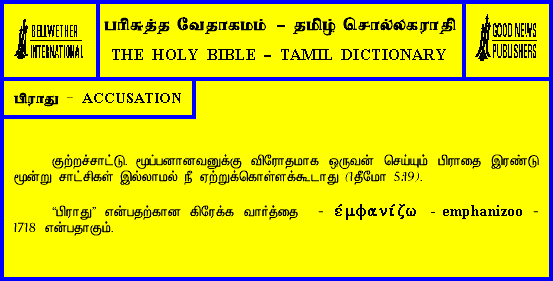 BELLWETHER
INTERNATIONAL
பரிசுத்த வேதாகமம் – தமிழ் சொல்லகராதி
THE HOLY BIBLE – TAMIL DICTIONARY
GOOD NEWS
PUBLISHERS
பிராது – ACCUSATION
குற்றச்சாட்டு. மூப்பனானவனுக்கு விரோதமாக ஒருவன் செய்யும் பிராதை இரண்டு
மூன்று சாட்சிகள் இல்லாமல் நீ ஏற்றுக்கொள்ளக்கூடாது (1தீமோ 5:19).
“பிராது” என்பதற்கான கிரேக்க வார்த்தை - ἐμφανίζω - emphanizoo -
1718 என்பதாகும்.